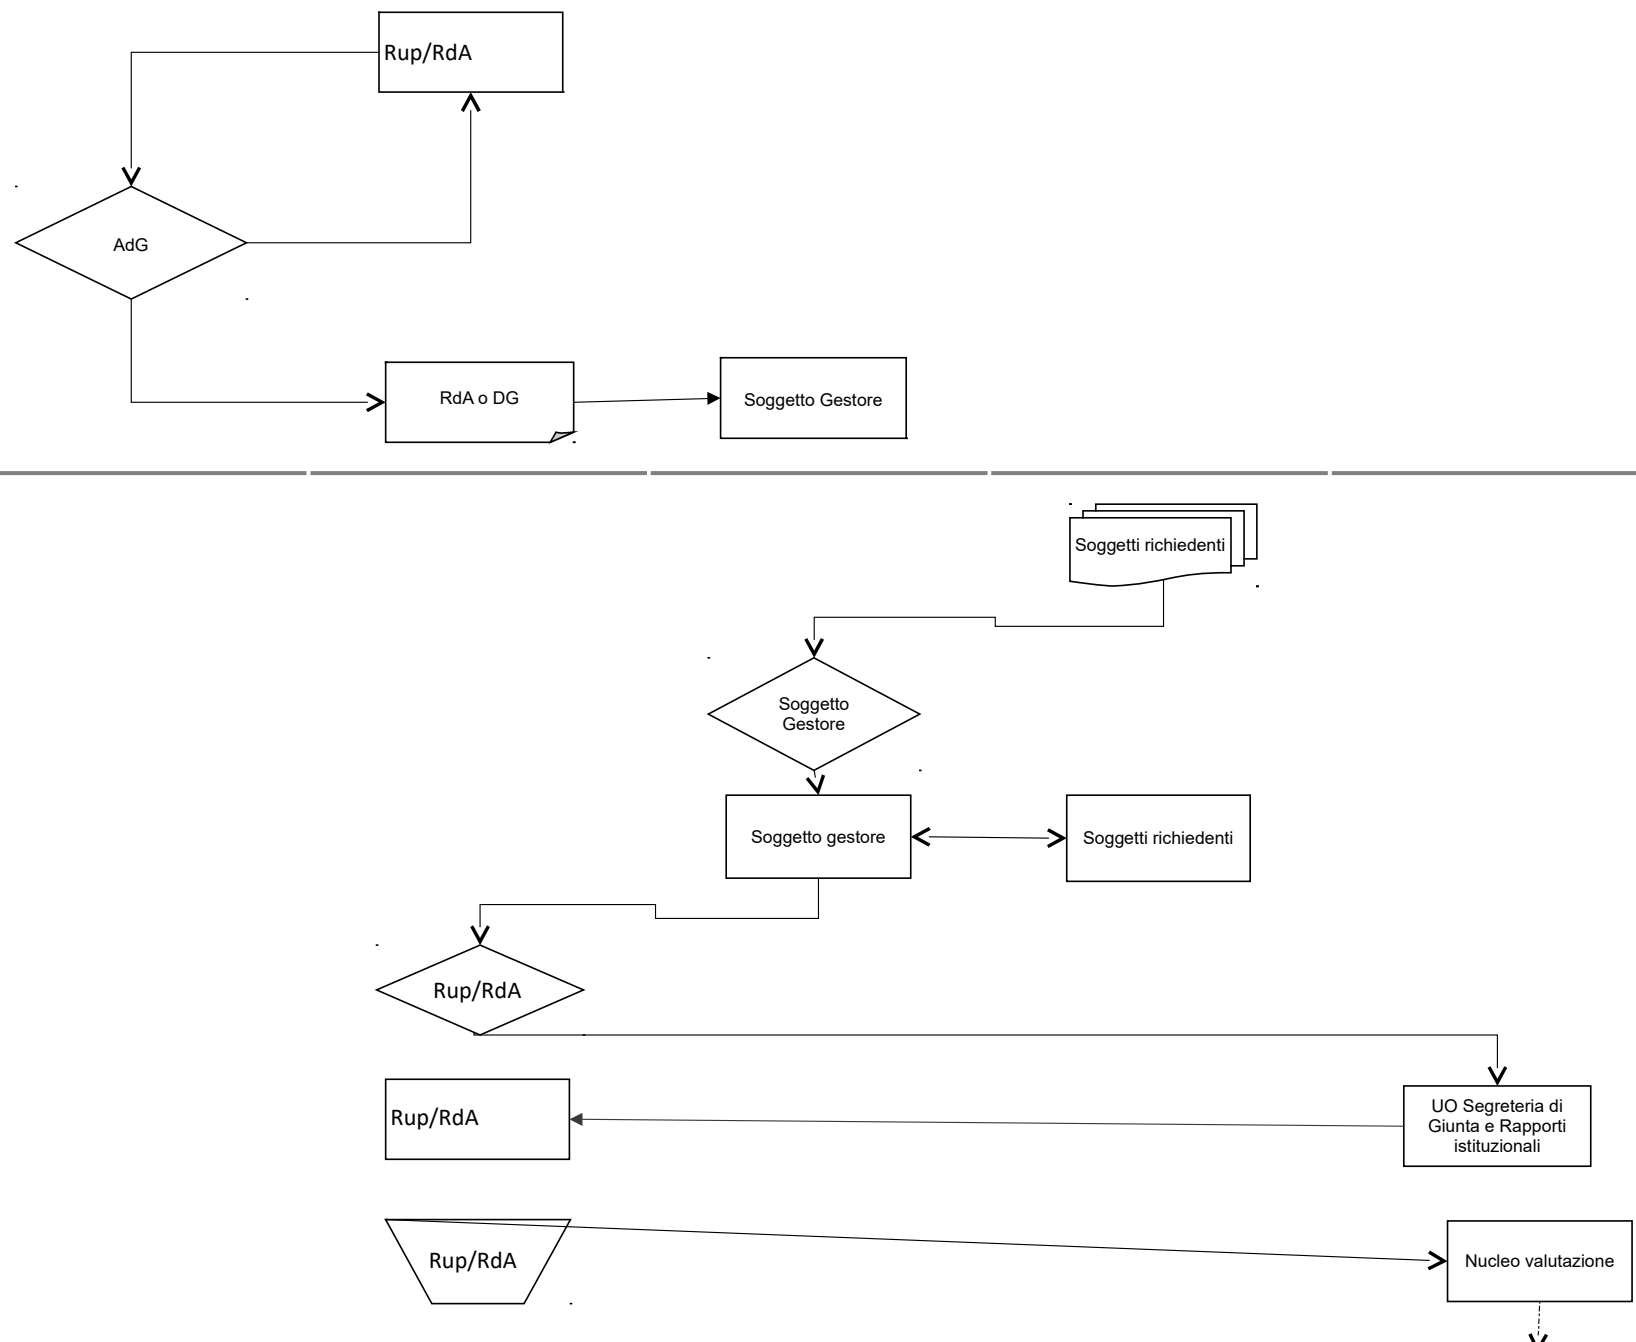 Rup/RdA
AdG
RdA o DG
Soggetto Gestore
Soggetti richiedenti
Soggetto
Gestore
Soggetto gestore
Soggetti richiedenti
Rup/RdA
Rup/RdA
UO Segreteria di
Giunta e Rapporti
istituzionali
Rup/RdA
Nucleo valutazione